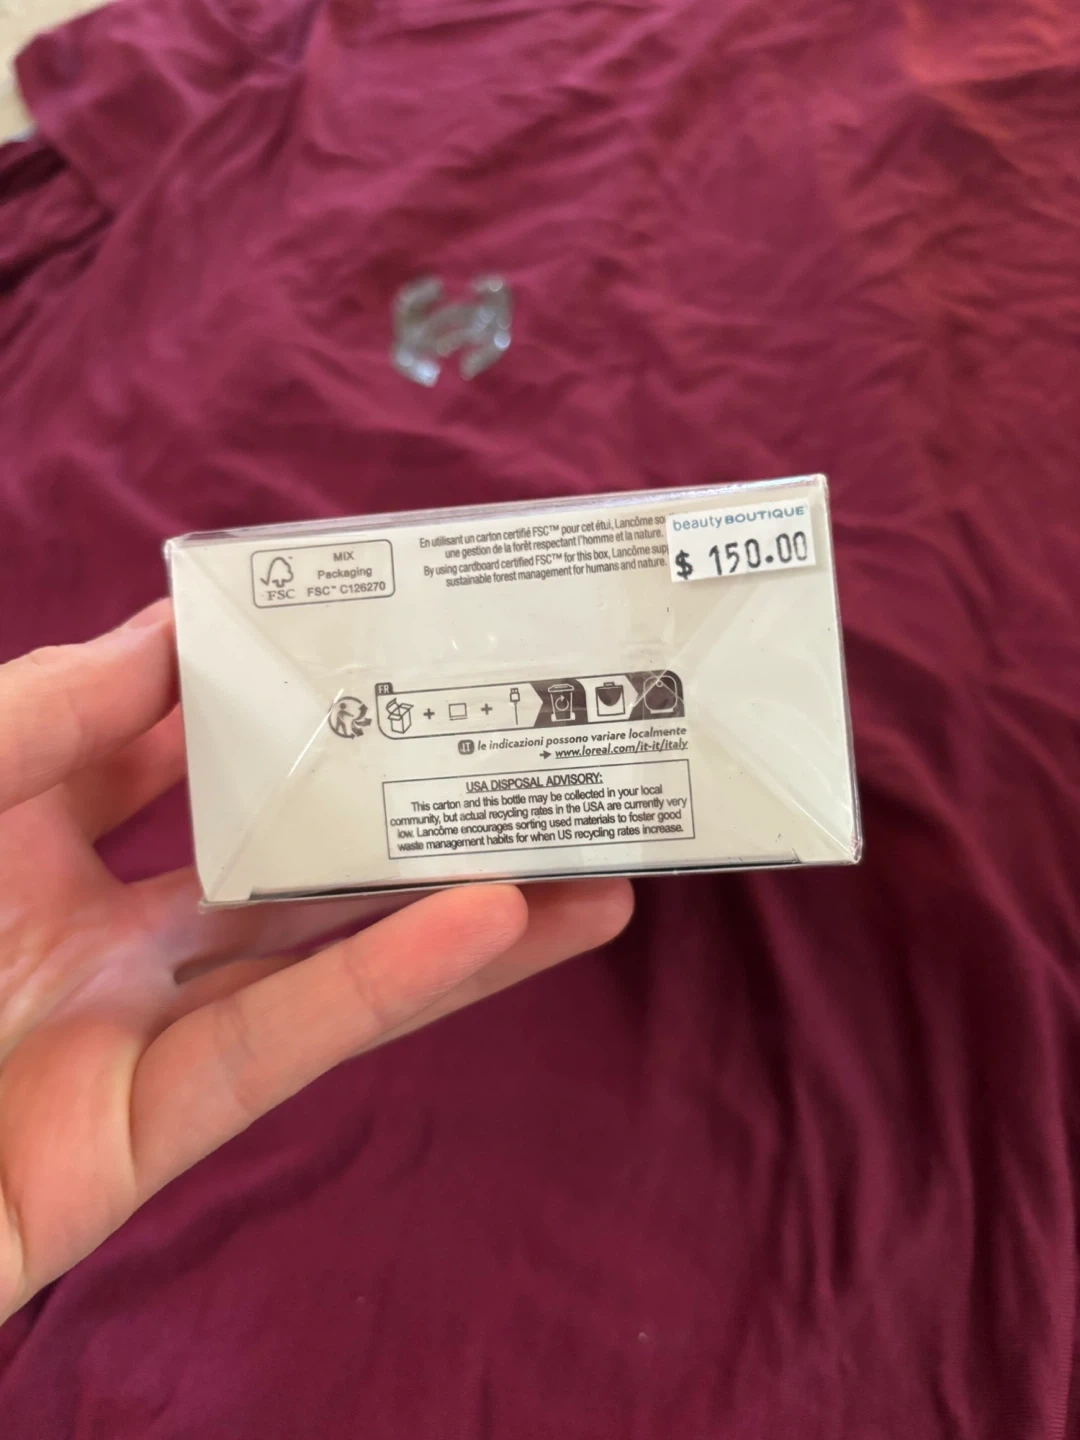 MIX
Packaging
FSC™ C126270
FSC
En utilisant un carton certifié FSC™ pour cet étui, Lancôme so
une gestion de la forêt respectant l'homme et la nature.
By using cardboard certified FSC™ for this box, Lancôme sup
sustainable forest management for humans and nature.
beautyBOUTIQUE
$ 150.00
FR
+ +
IT le indicazioni possono variare localmente
➔ www.loreal.com/it-it/italy
USA DISPOSAL ADVISORY:
This carton and this bottle may be collected in your local
community, but actual recycling rates in the USA are currently very
low. Lancôme encourages sorting used materials to foster good
waste management habits for when US recycling rates increase.